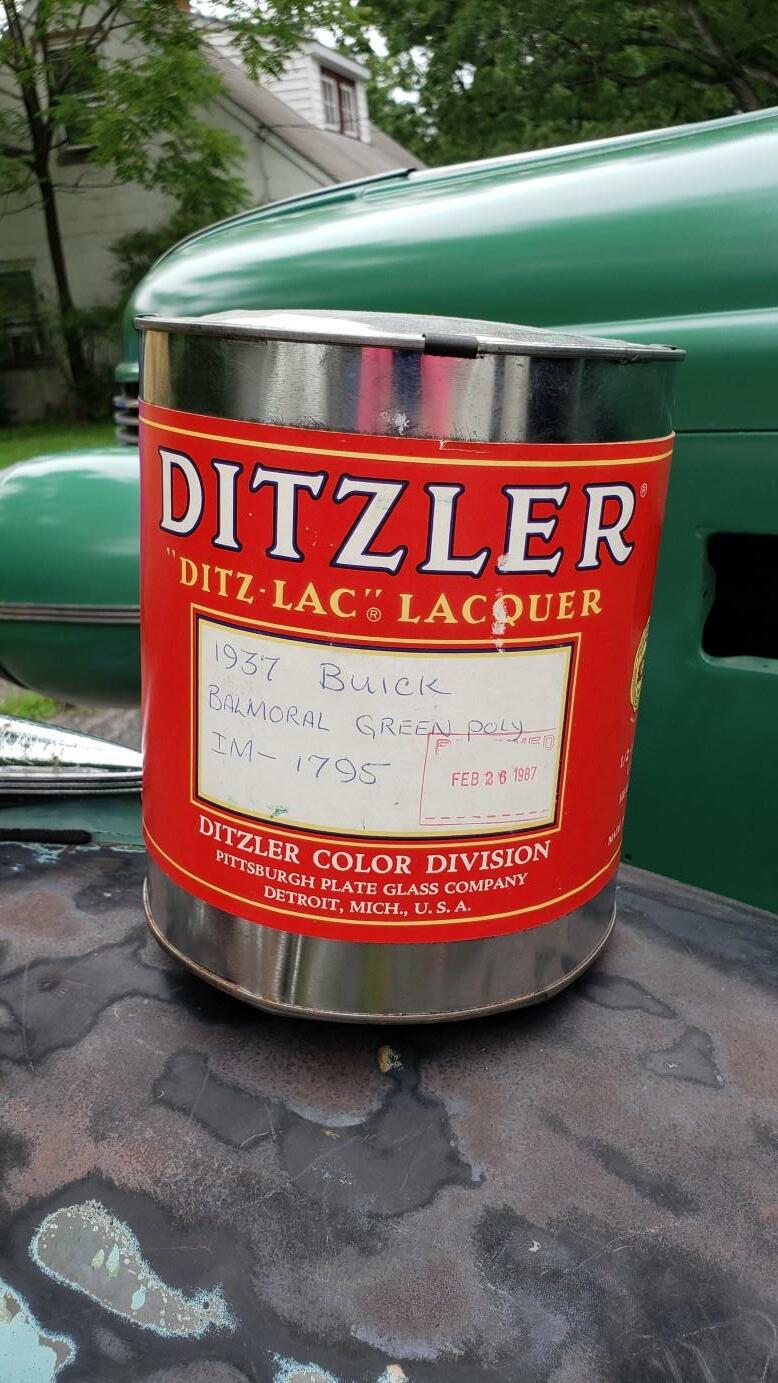 DITZLER®
"DITZ-LAC"® LACQUER
1937 BUICK
BALMORAL GREEN POLY
IM-1795
FEB 26 1987
DITZLER COLOR DIVISION
PITTSBURGH PLATE GLASS COMPANY
DETROIT, MICH., U. S. A.